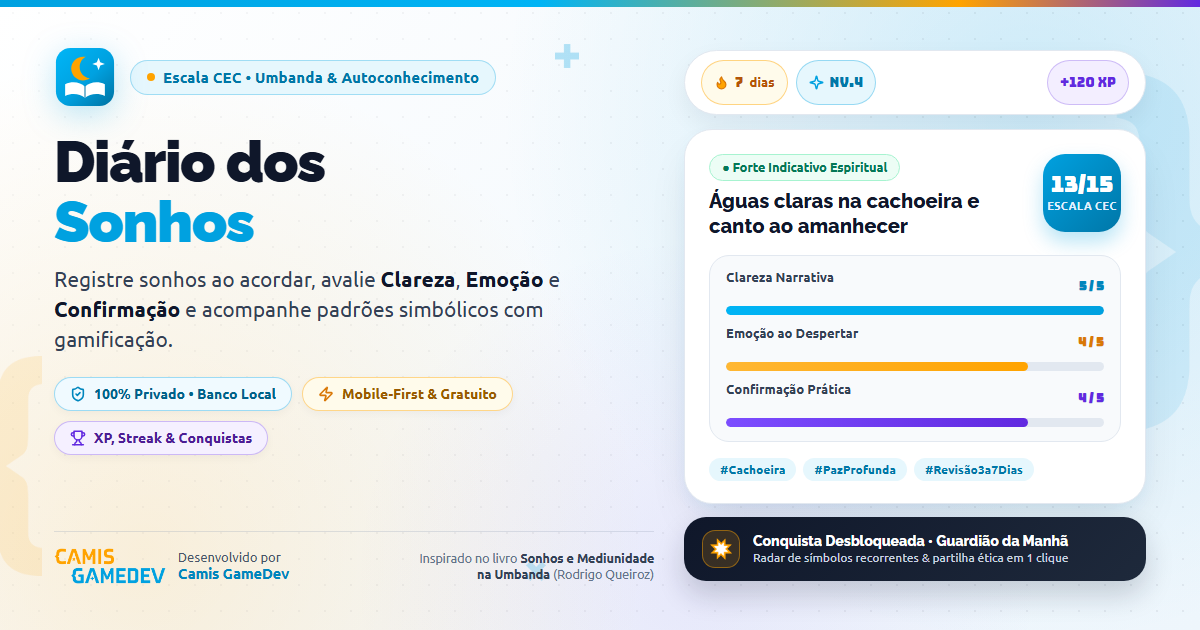 Escala CEC • Umbanda & Autoconhecimento
Diário dos
Sonhos
Registre sonhos ao acordar, avalie Clareza, Emoção e
Confirmação e acompanhe padrões simbólicos com
gamificação.
100% Privado • Banco Local
Mobile-First & Gratuito
XP, Streak & Conquistas
CAMIS
GAMEDEV
Desenvolvido por
Camis GameDev
Inspirado no livro Sonhos e Mediunidade
na Umbanda (Rodrigo Queiroz)
7 dias
NV.4
+120 XP
• Forte Indicativo Espiritual
Águas claras na cachoeira e
canto ao amanhecer
13/15
ESCALA CEC
Clareza Narrativa
5/5
Emoção ao Despertar
4/5
Confirmação Prática
4/5
#Cachoeira
#PazProfunda
#Revisão3a7Dias
Conquista Desbloqueada · Guardião da Manhã
Radar de símbolos recorrentes & partilha ética em 1 clique